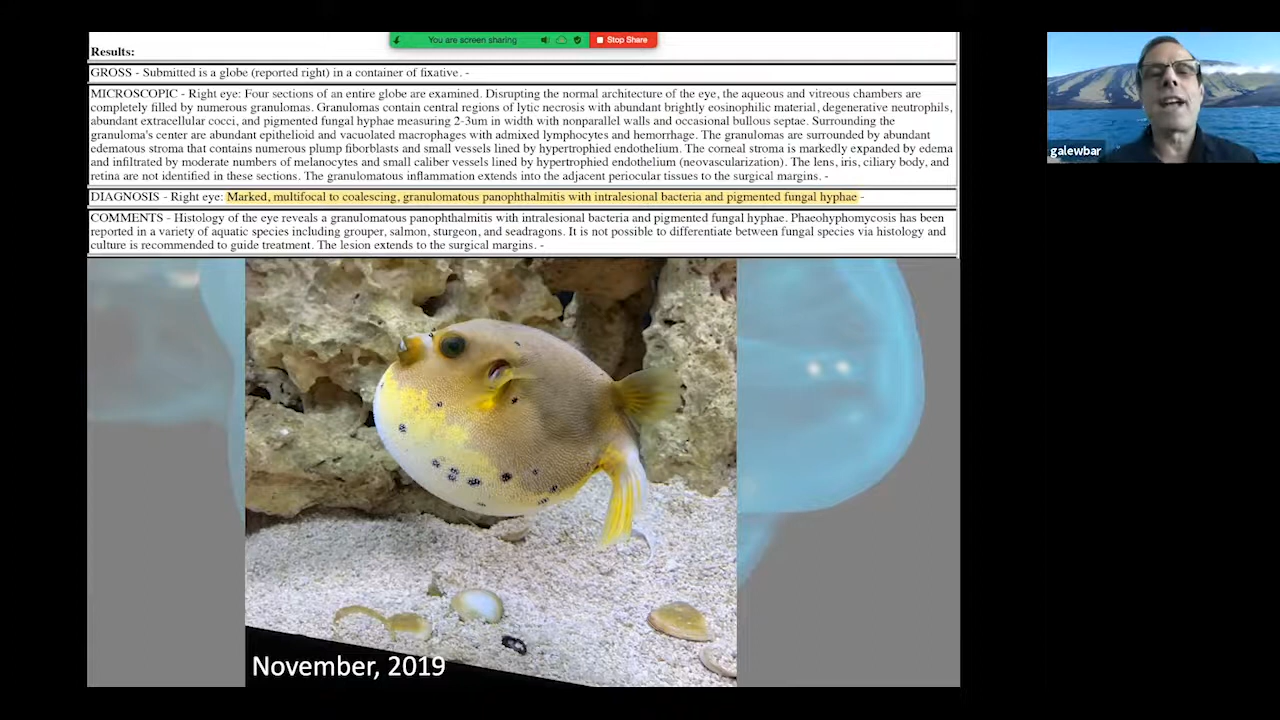 You are screen sharing
Stop Share
Results:
GROSS - Submitted is a globe (reported right) in a container of fixative. -
MICROSCOPIC - Right eye: Four sections of an entire globe are examined. Disrupting the normal architecture of the eye, the aqueous and vitreous chambers are
completely filled by numerous granulomas. Granulomas contain central regions of lytic necrosis with abundant brightly eosinophilic material, degenerative neutrophils,
abundant extracellular cocci, and pigmented fungal hyphae measuring 2-3um in width with nonparallel walls and occasional bullous septae. Surrounding the
granuloma's center are abundant epithelioid and vacuolated macrophages with admixed lymphocytes and hemorrhage. The granulomas are surrounded by abundant
edematous stroma that contains numerous plump fiborblasts and small vessels lined by hypertrophied endothelium. The corneal stroma is markedly expanded by edema
and infiltrated by moderate numbers of melanocytes and small caliber vessels lined by hypertrophied endothelium (neovascularization). The lens, iris, ciliary body, and
retina are not identified in these sections. The granulomatous inflammation extends into the adjacent periocular tissues to the surgical margins. -
DIAGNOSIS - Right eye: Marked, multifocal to coalescing, granulomatous panophthalmitis with intralesional bacteria and pigmented fungal hyphae -
COMMENTS - Histology of the eye reveals a granulomatous panophthalmitis with intralesional bacteria and pigmented fungal hyphae. Phaeohyphomycosis has been
reported in a variety of aquatic species including grouper, salmon, sturgeon, and seadragons. It is not possible to differentiate between fungal species via histology and
culture is recommended to guide treatment. The lesion extends to the surgical margins. -
November, 2019
galewbar